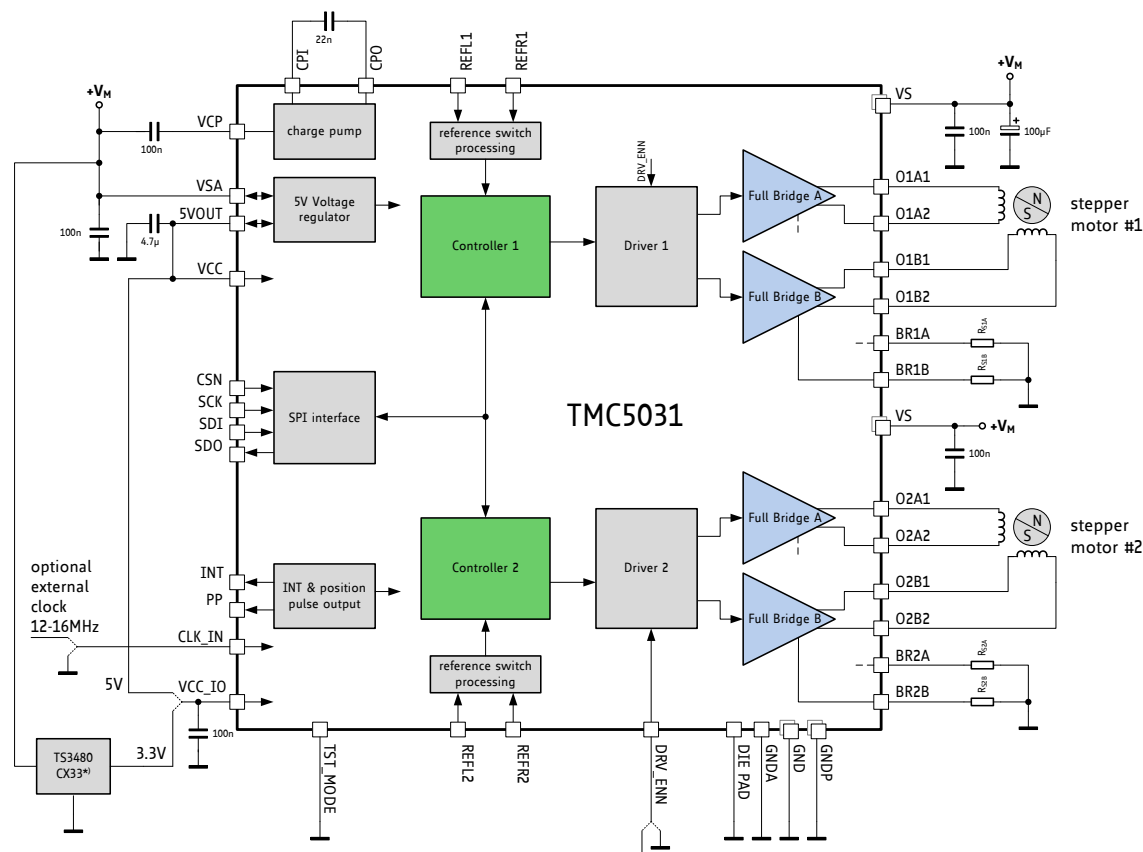 CPI
22n
CPO
REFL1
REFR1
+VM
VCP
100n
charge pump
reference switch
processing
VS
+VM
100n
100µF
+
VSA
5VOUT
5V Voltage
regulator
100n
4.7µ
VCC
Controller 1
DRV_ENN
Driver 1
Full Bridge A
Full Bridge B
O1A1
O1A2
O1B1
O1B2
BR1A
BR1B
RS1A
RS1B
N
S
stepper
motor #1
CSN
SCK
SDI
SDO
SPI interface
TMC5031
VS
+VM
100n
Controller 2
Driver 2
Full Bridge A
Full Bridge B
O2A1
O2A2
O2B1
O2B2
BR2A
BR2B
RS2A
RS2B
N
S
stepper
motor #2
optional
external
clock
12-16MHz
INT
PP
INT & position
pulse output
CLK_IN
reference switch
processing
5V
VCC_IO
100n
3.3V
TS3480
CX33*)
TST_MODE
REFL2
REFR2
DRV_ENN
DIE PAD
GNDA
GND
GNDP